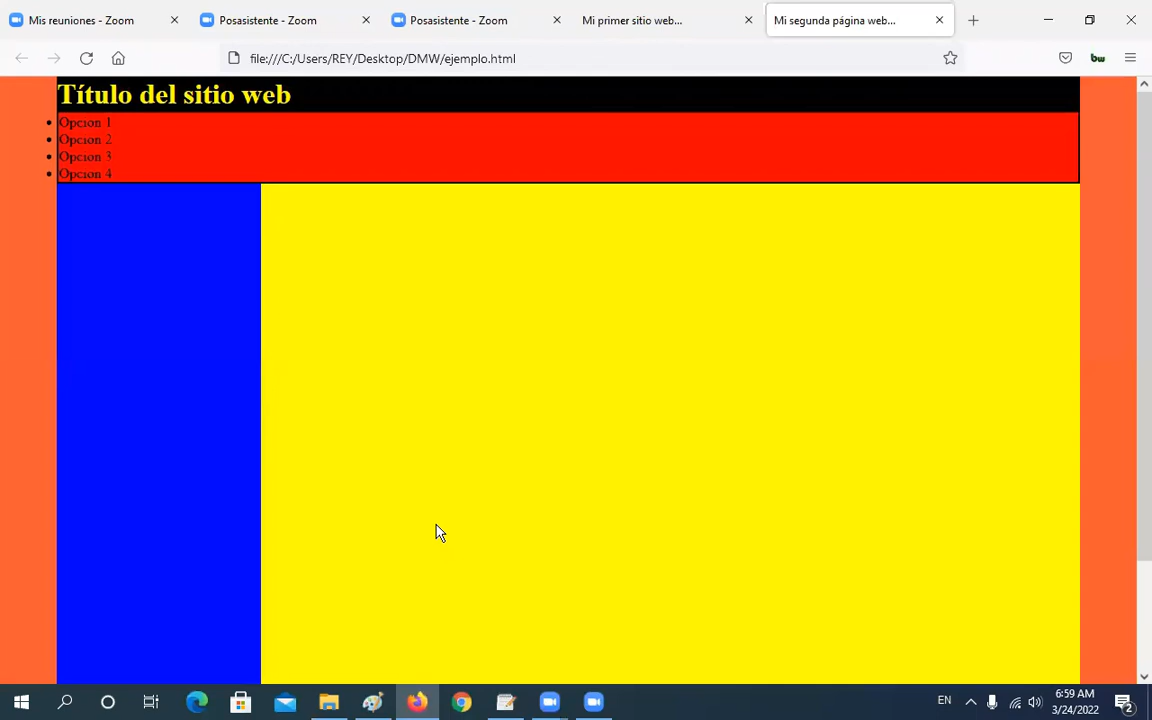 Mis reuniones - Zoom
Posasistente - Zoom
Posasistente - Zoom
Mi primer sitio web...
Mi segunda página web...
file:///C:/Users/REY/Desktop/DMW/ejemplo.html
bw
Título del sitio web
Opcion 1
Opcion 2
Opcion 3
Opcion 4
EN
6:59 AM
3/24/2022
2